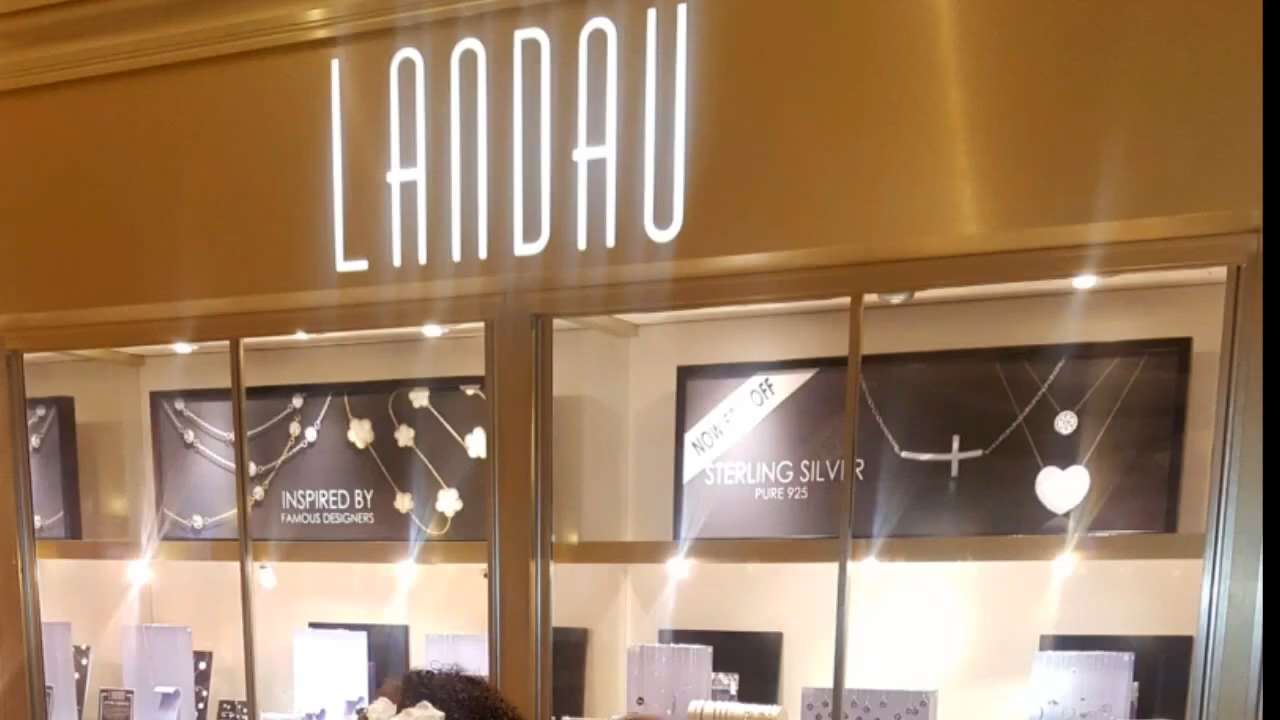 LANDAU
INSPIRED BY
FAMOUS DESIGNERS
NOW OFF
STERLING SILVER
PURE 925